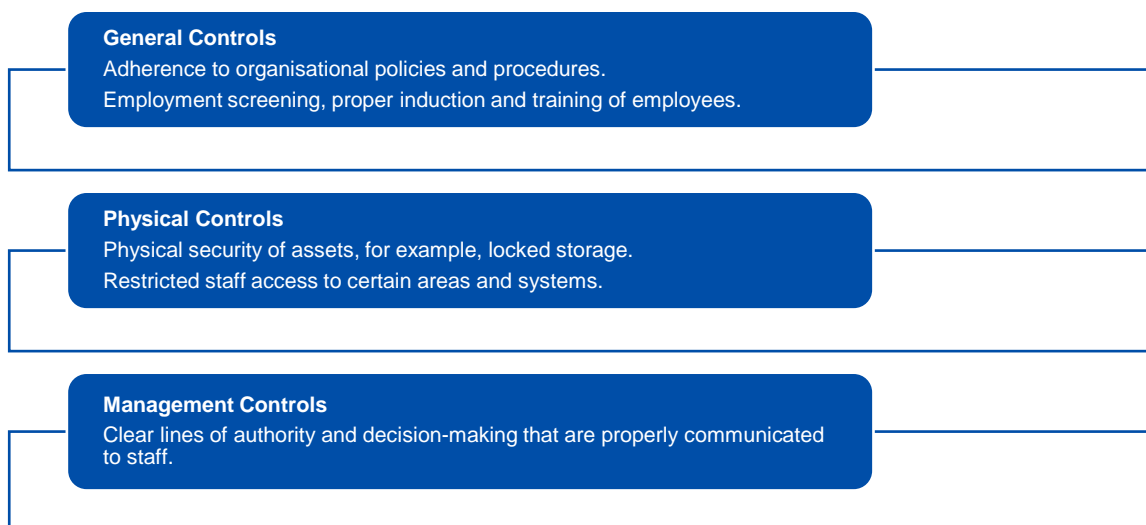 General Controls
Adherence to organisational policies and procedures.
Employment screening, proper induction and training of employees.
Physical Controls
Physical security of assets, for example, locked storage.
Restricted staff access to certain areas and systems.
Management Controls
Clear lines of authority and decision-making that are properly communicated
to staff.